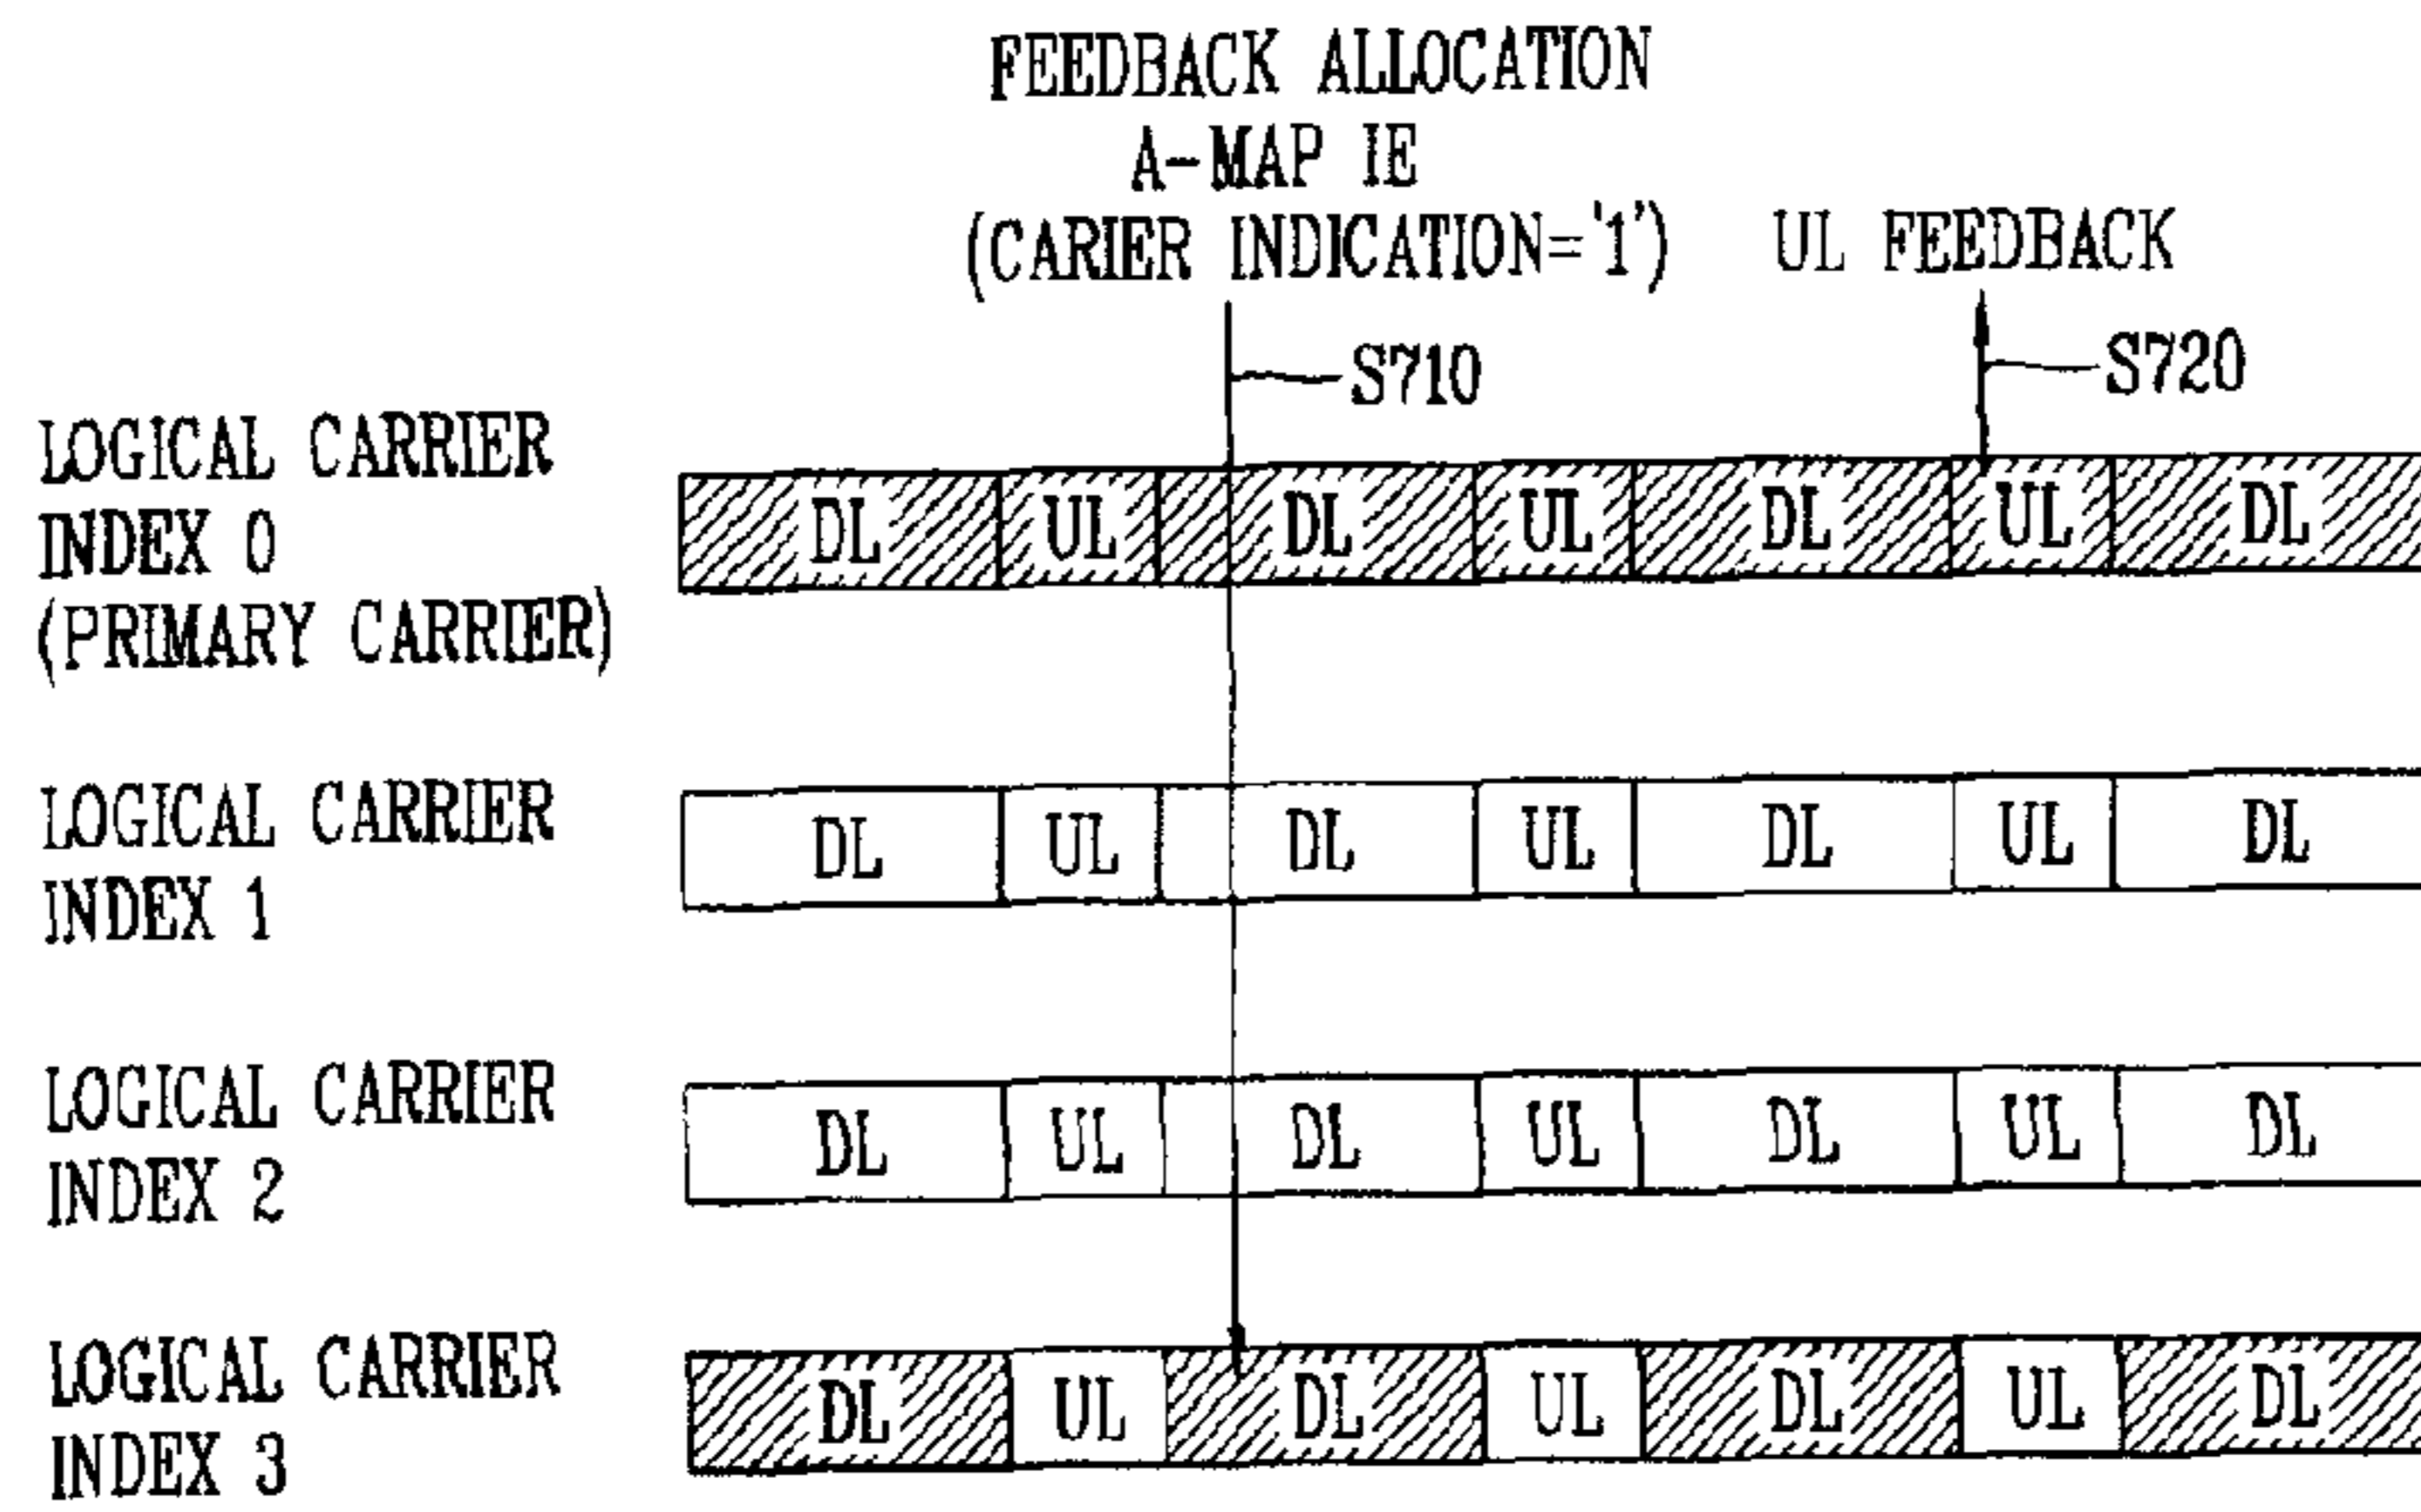 FEEDBACK ALLOCATION
A-MAP IE
(CARIER INDICATION='1') UL FEEDBACK
S710 S720
LOGICAL CARRIER
INDEX 0
(PRIMARY CARRIER)
DL UL DL UL DL UL DL
LOGICAL CARRIER
INDEX 1
DL UL DL UL DL UL DL
LOGICAL CARRIER
INDEX 2
DL UL DL UL DL UL DL
LOGICAL CARRIER
INDEX 3
DL UL DL UL DL UL DL